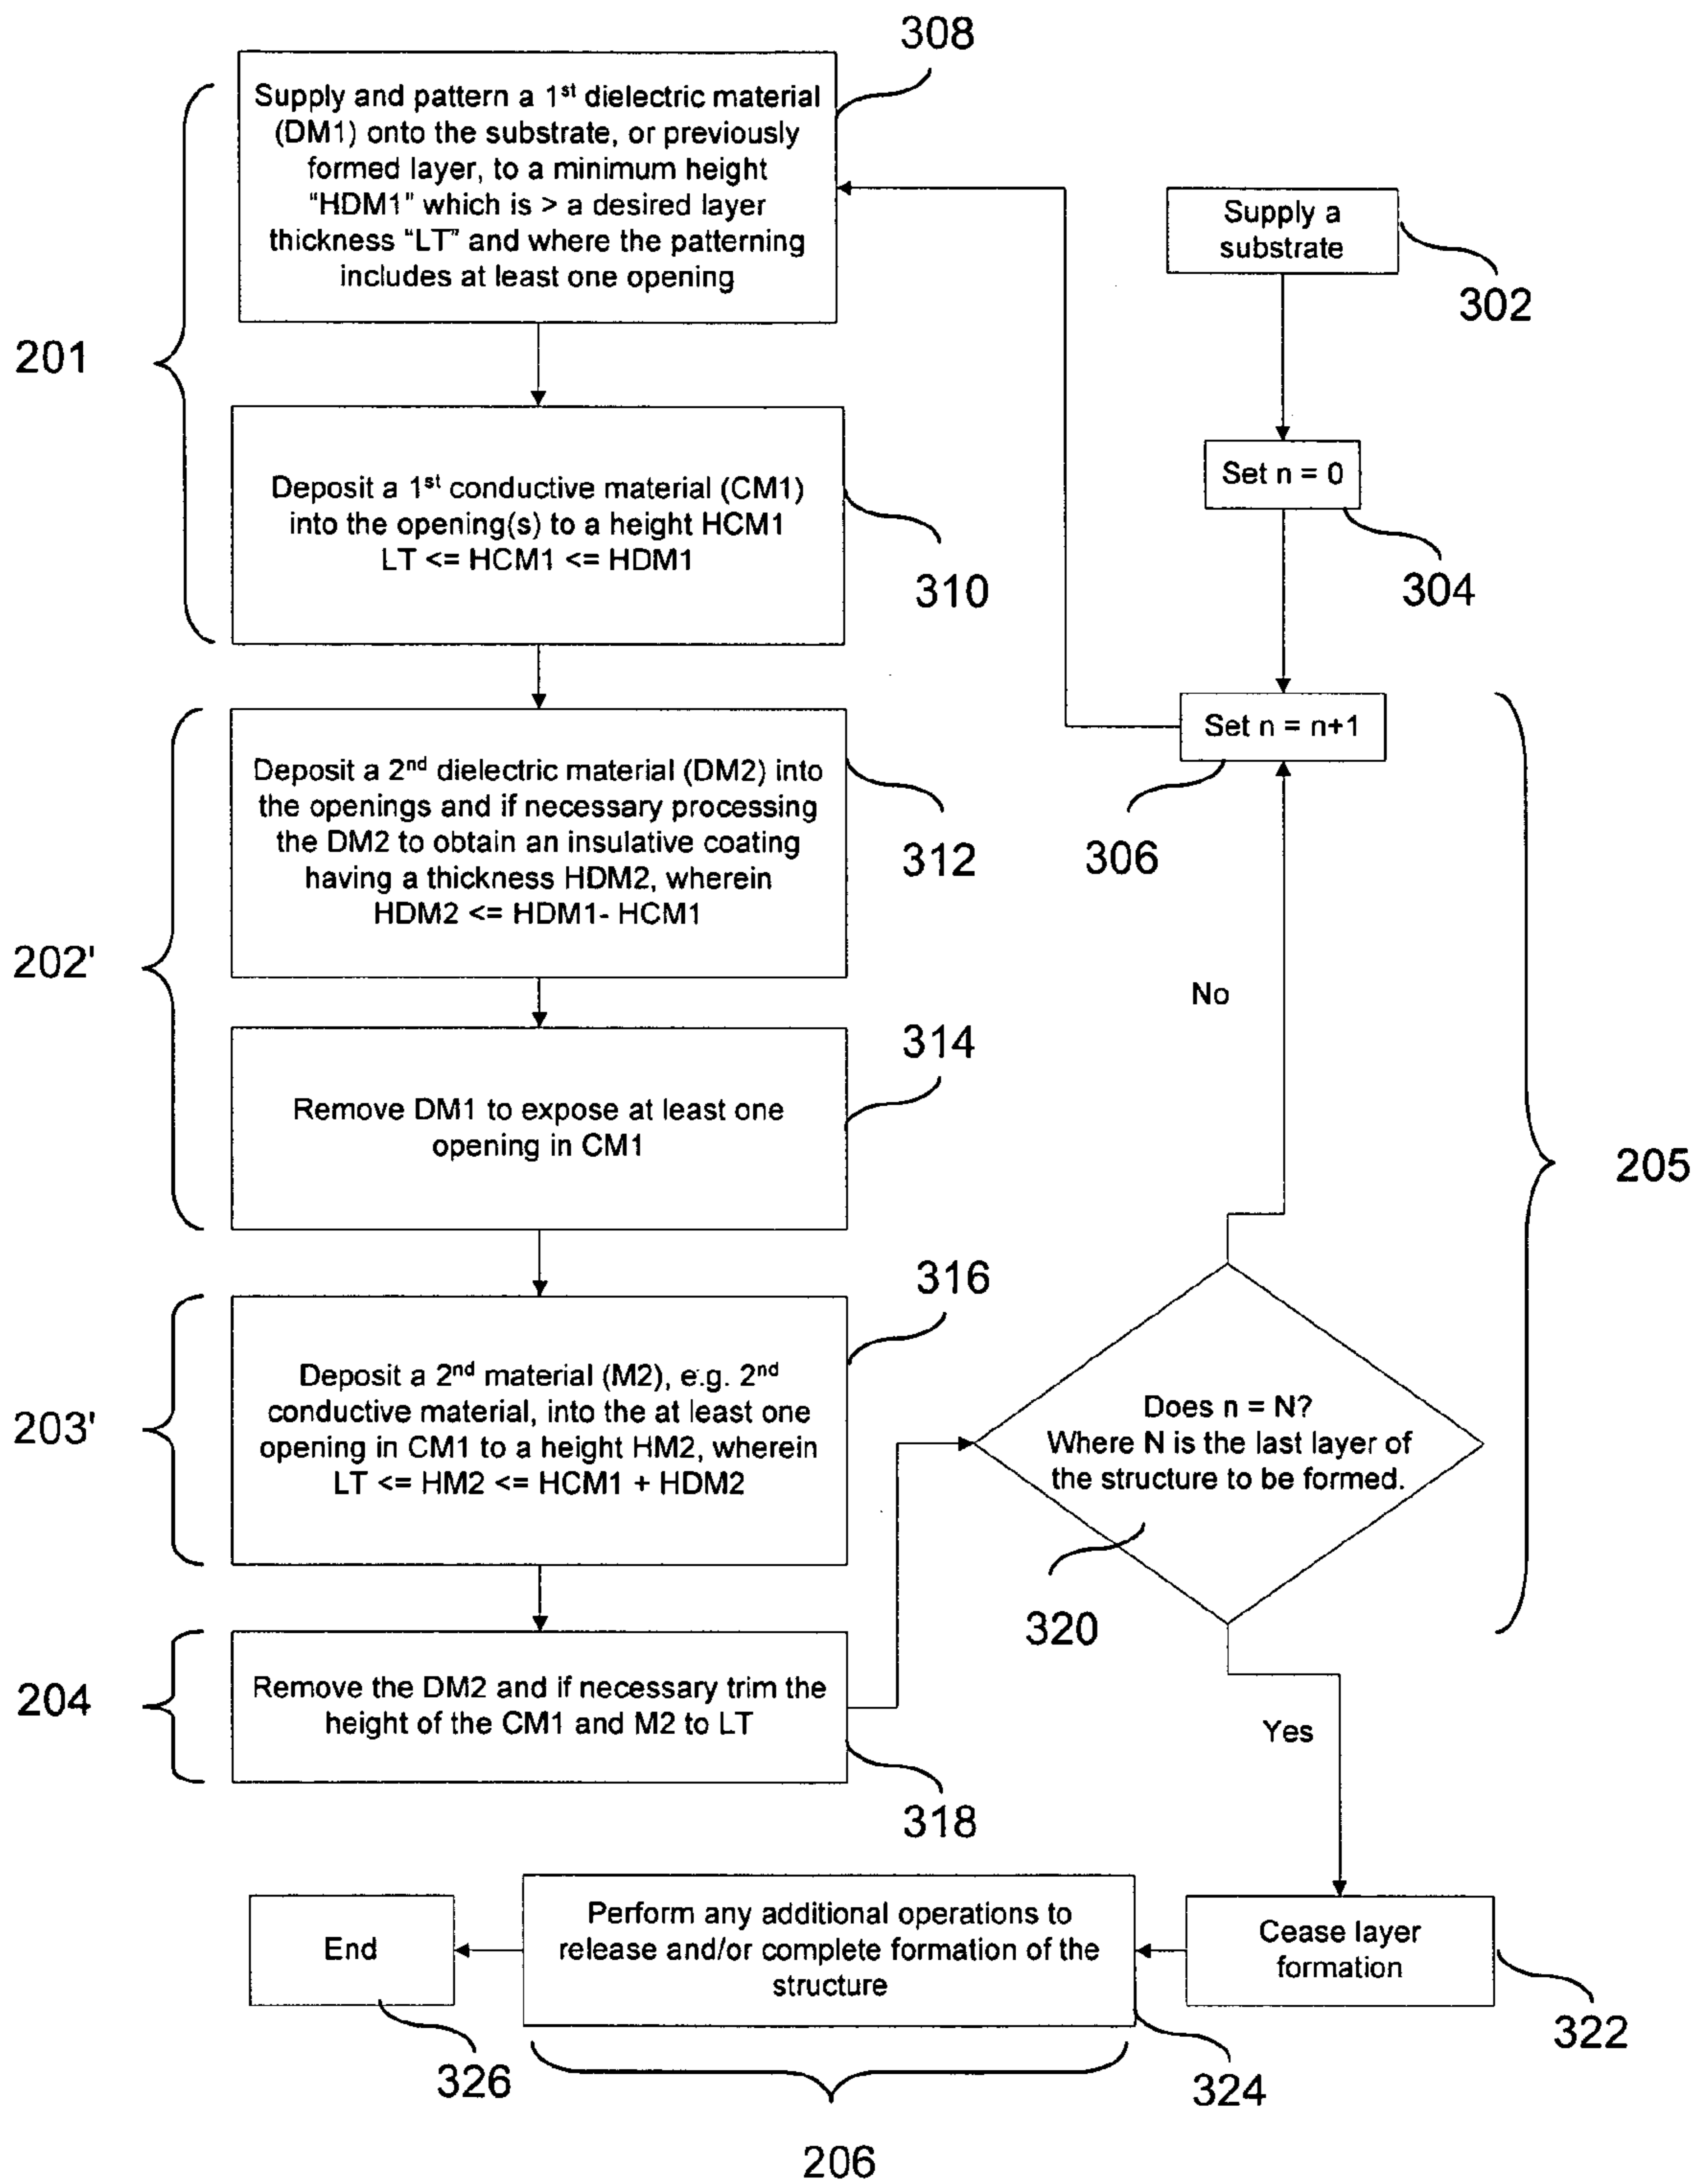 308
Supply and pattern a 1st dielectric material
(DM1) onto the substrate, or previously
formed layer, to a minimum height
"HDM1" which is > a desired layer
thickness "LT" and where the patterning
includes at least one opening
201
Deposit a 1st conductive material (CM1)
into the opening(s) to a height HCM1
LT <= HCM1 <= HDM1
310
Supply a
substrate
302
Set n = 0
304
Set n = n+1
306
Deposit a 2nd dielectric material (DM2) into
the openings and if necessary processing
the DM2 to obtain an insulative coating
having a thickness HDM2, wherein
HDM2 <= HDM1- HCM1
312
202'
Remove DM1 to expose at least one
opening in CM1
314
No
205
Deposit a 2nd material (M2), e.g. 2nd
conductive material, into the at least one
opening in CM1 to a height HM2, wherein
LT <= HM2 <= HCM1 + HDM2
316
203'
Does n = N?
Where N is the last layer of
the structure to be formed.
320
Remove the DM2 and if necessary trim the
height of the CM1 and M2 to LT
204
318
Yes
Cease layer
formation
322
Perform any additional operations to
release and/or complete formation of the
structure
324
206
End
326